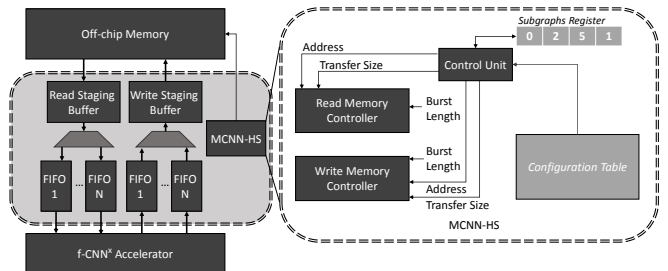 Off-chip Memory
Read Staging
Buffer
Write Staging
Buffer
MCNN-HS
FIFO
1
...
FIFO
N
FIFO
1
...
FIFO
N
f-CNNˣ Accelerator
Subgraphs Register
0 2 5 1
Address
Transfer Size
Control Unit
Read Memory
Controller
Burst
Length
Write Memory
Controller
Burst
Length
Address
Transfer Size
Configuration Table
MCNN-HS